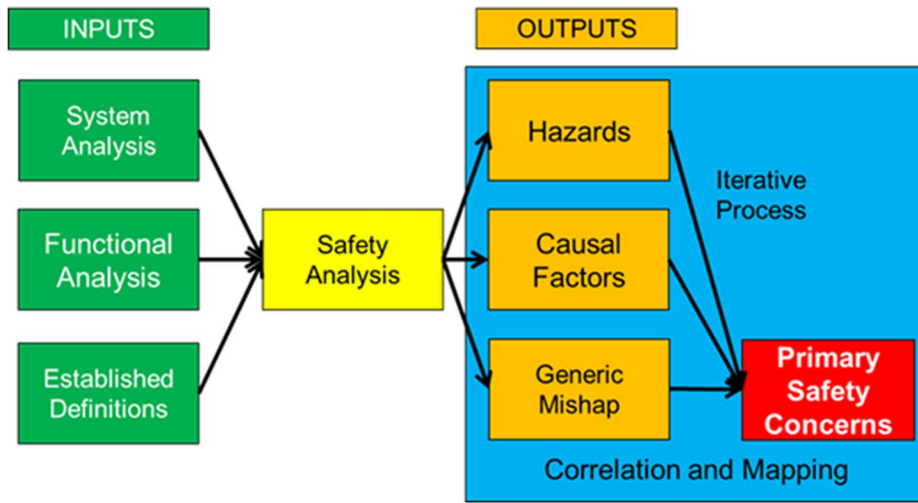 INPUTS
OUTPUTS
System
Analysis
Functional
Analysis
Established
Definitions
Safety
Analysis
Hazards
Causal
Factors
Generic
Mishap
Iterative
Process
Primary
Safety
Concerns
Correlation and Mapping